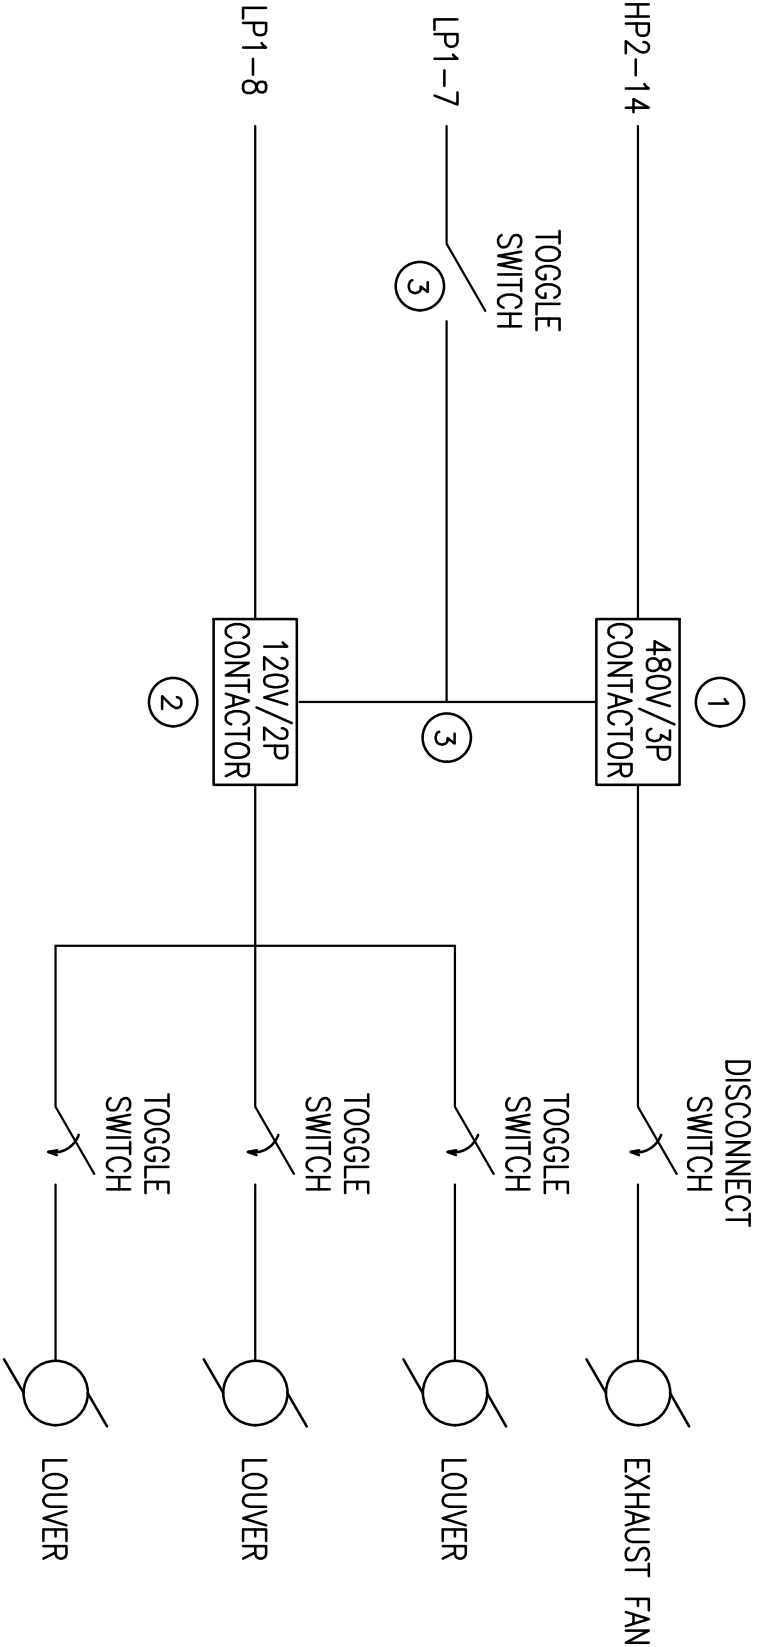 HP2-14
1
480V/3P
CONTACTOR
DISCONNECT
SWITCH
EXHAUST FAN
LP1-7
TOGGLE
SWITCH
3
3
TOGGLE
SWITCH
LOUVER
LP1-8
120V/2P
CONTACTOR
2
TOGGLE
SWITCH
LOUVER
TOGGLE
SWITCH
LOUVER